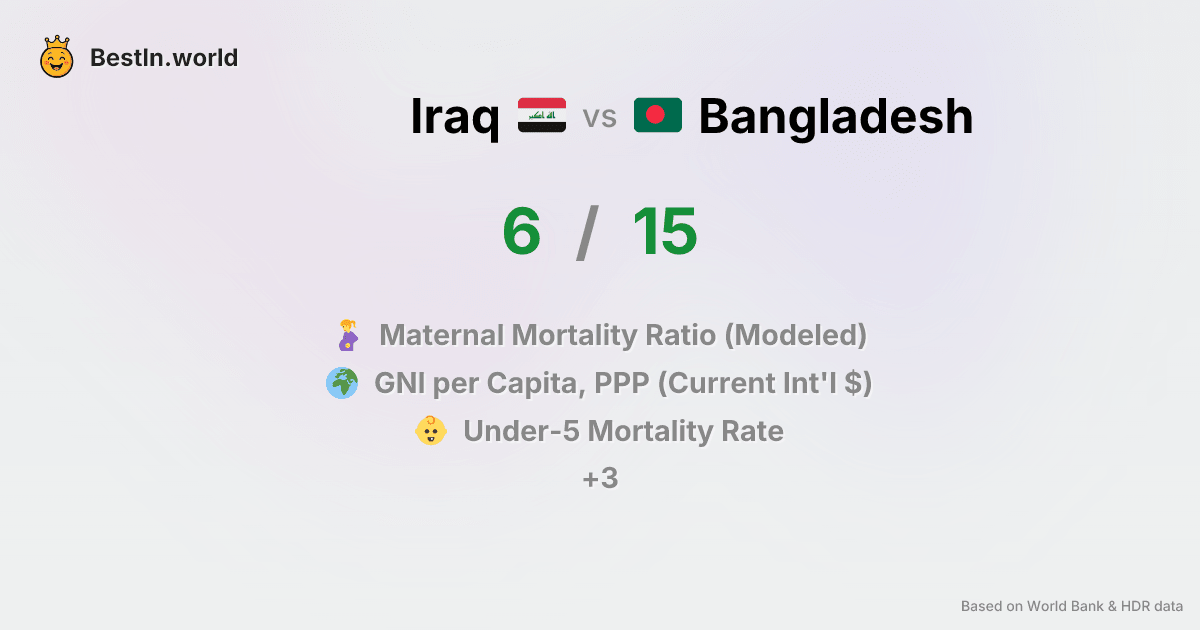 BestIn.world
Iraq vs Bangladesh
6 / 15
Maternal Mortality Ratio (Modeled)
GNI per Capita, PPP (Current Int'l $)
Under-5 Mortality Rate
+3
Based on World Bank & HDR data